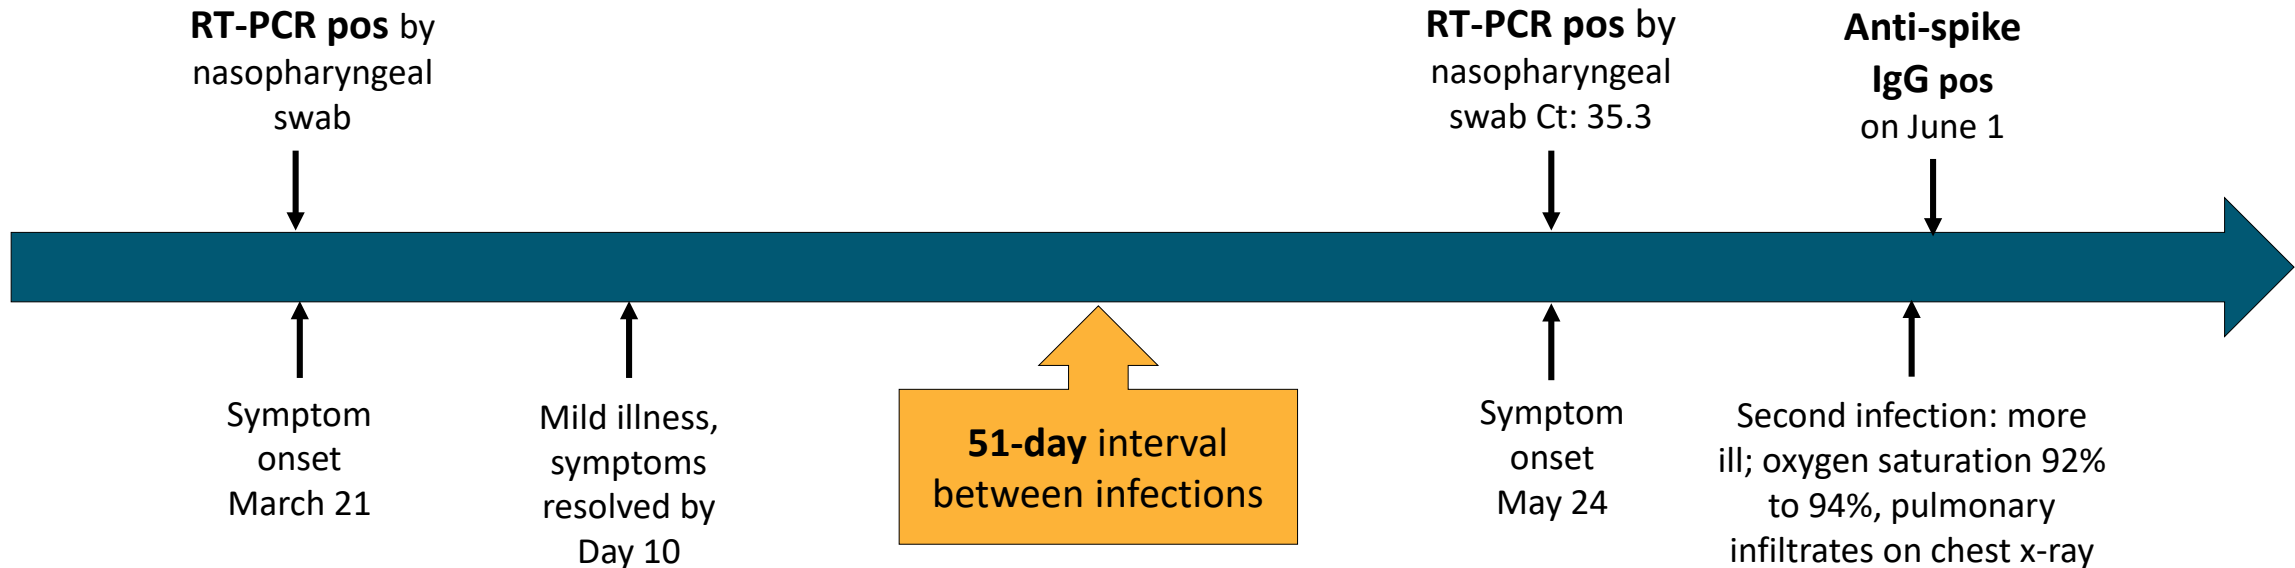 RT-PCR pos by
nasopharyngeal
swab
RT-PCR pos by
nasopharyngeal
swab Ct: 35.3
Anti-spike
IgG pos
on June 1
Symptom
onset
March 21
Mild illness,
symptoms
resolved by
Day 10
51-day interval
between infections
Symptom
onset
May 24
Second infection: more
ill; oxygen saturation 92%
to 94%, pulmonary
infiltrates on chest x-ray